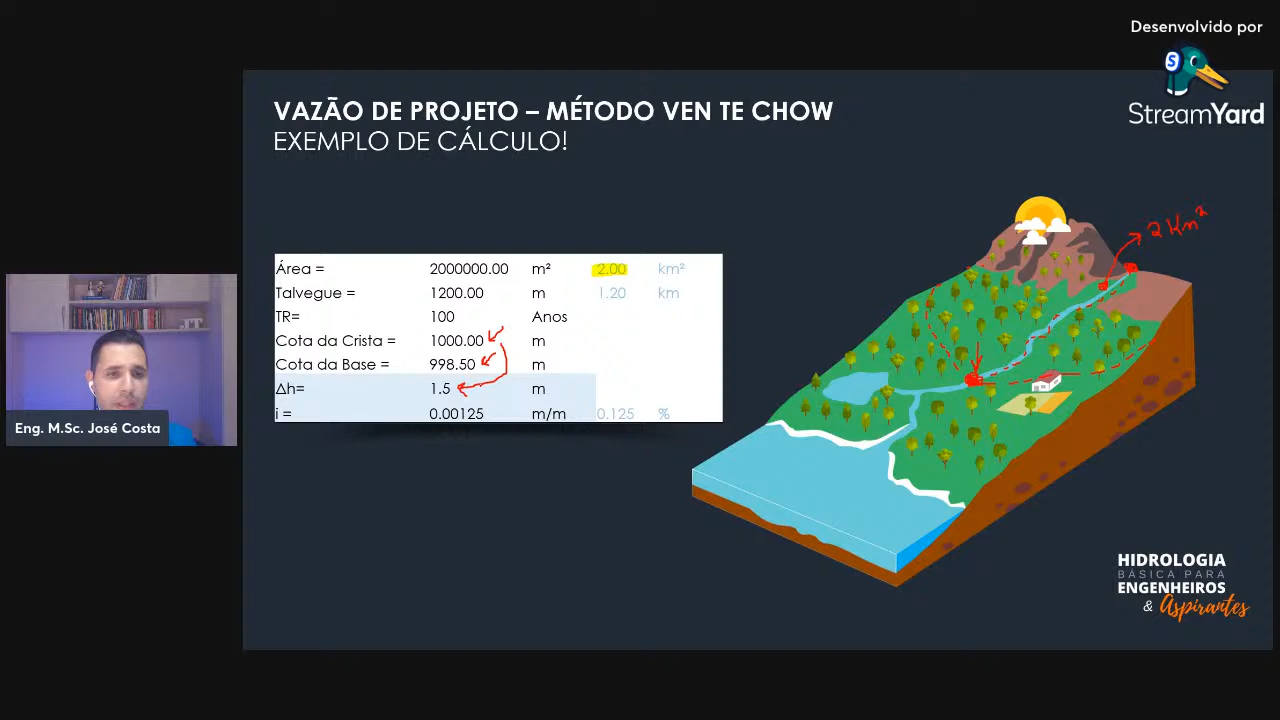 Desenvolvido por
S
StreamYard
VAZÃO DE PROJETO – MÉTODO VEN TE CHOW
EXEMPLO DE CÁLCULO!
2 Km²
Área = 2000000.00 m² 2.00 km²
Talvegue = 1200.00 m 1.20 km
TR= 100 Anos
Cota da Crista = 1000.00 m
Cota da Base = 998.50 m
Δh= 1.5 m
i = 0.00125 m/m 0.125 %
Eng. M.Sc. José Costa
HIDROLOGIA
BÁSICA PARA
ENGENHEIROS
& Aspirantes